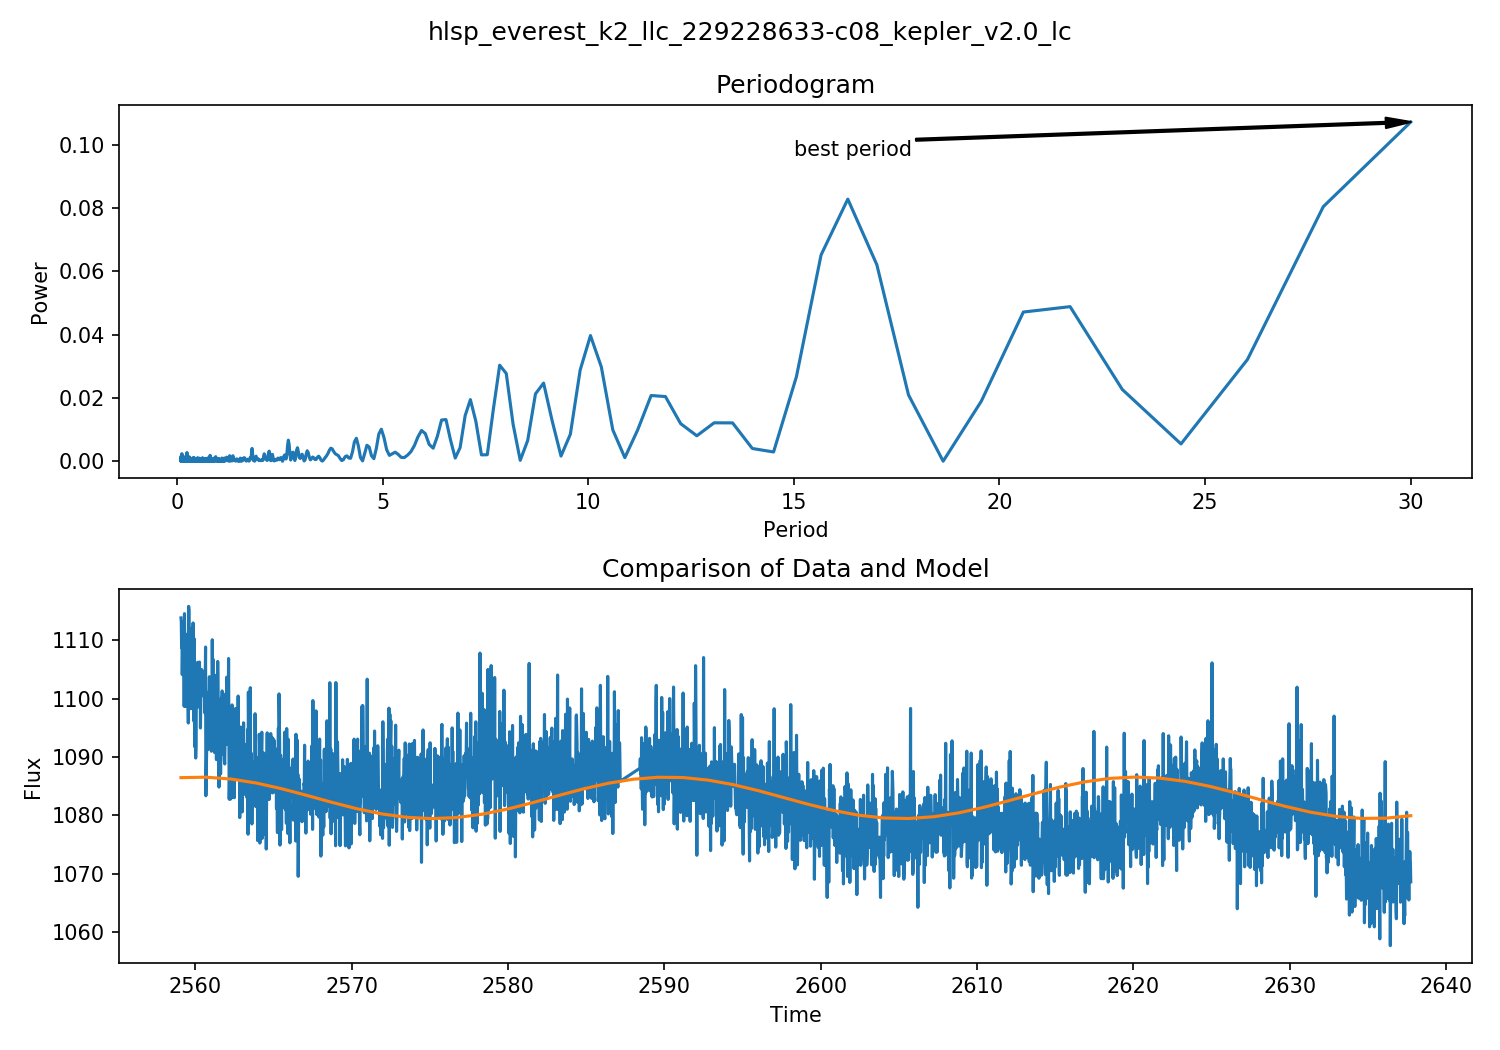 hlsp_everest_k2_llc_229228633-c08_kepler_v2.0_lc
Periodogram
0.10
0.08
0.06
0.04
0.02
0.00
Power
best period
0 5 10 15 20 25 30
Period
Comparison of Data and Model
1110
1100
1090
1080
1070
1060
Flux
2560 2570 2580 2590 2600 2610 2620 2630 2640
Time